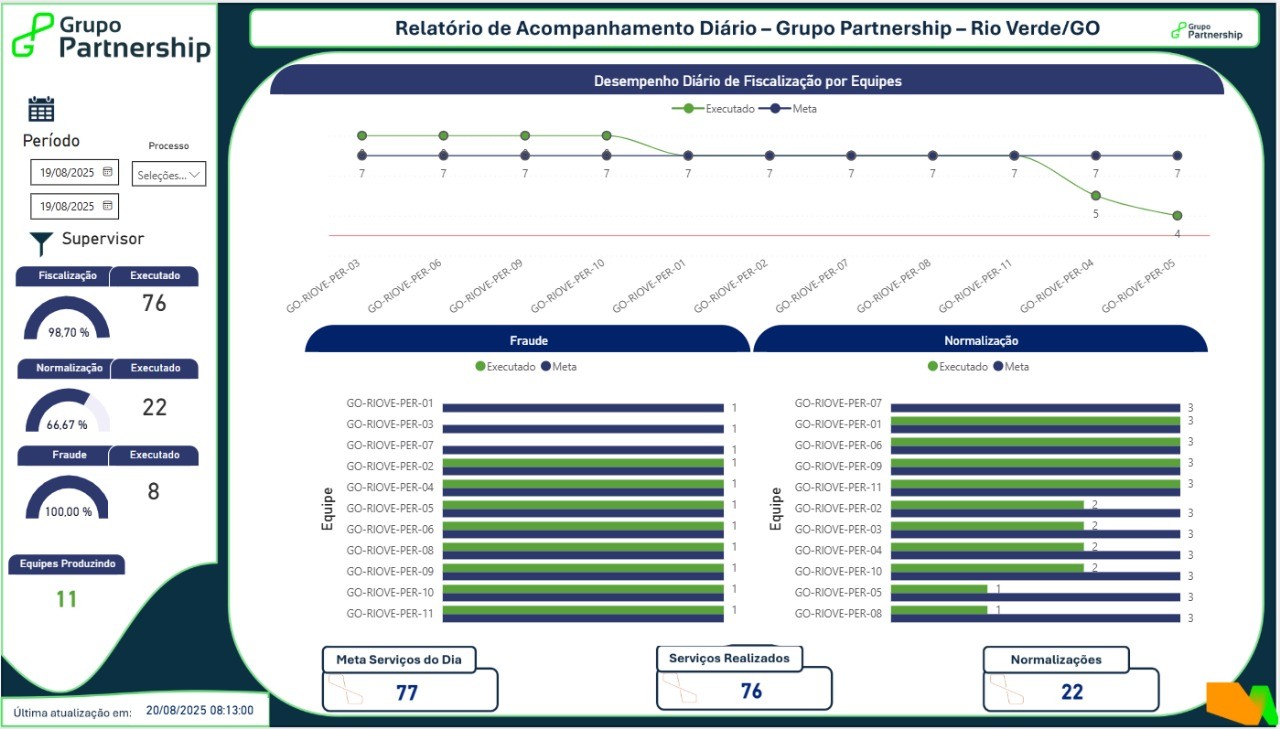 Grupo
Partnership
Relatório de Acompanhamento Diário – Grupo Partnership – Rio Verde/GO
Grupo
Partnership
Período
Processo
19/08/2025
Seleções...
19/08/2025
Supervisor
Fiscalização
Executado
98,70 %
76
Normalização
Executado
66,67 %
22
Fraude
Executado
100,00 %
8
Equipes Produzindo
11
Última atualização em: 20/08/2025 08:13:00
Desempenho Diário de Fiscalização por Equipes
Executado Meta
7 7 7 7 7 7 7 7 7 7 7
5
4
GO-RIOVE-PER-03 GO-RIOVE-PER-06 GO-RIOVE-PER-09 GO-RIOVE-PER-10 GO-RIOVE-PER-01 GO-RIOVE-PER-02 GO-RIOVE-PER-07 GO-RIOVE-PER-08 GO-RIOVE-PER-11 GO-RIOVE-PER-04 GO-RIOVE-PER-05
Fraude
Executado Meta
Equipe
GO-RIOVE-PER-01 1
GO-RIOVE-PER-03 1
GO-RIOVE-PER-07 1
GO-RIOVE-PER-02 1
GO-RIOVE-PER-04 1
GO-RIOVE-PER-05 1
GO-RIOVE-PER-06 1
GO-RIOVE-PER-08 1
GO-RIOVE-PER-09 1
GO-RIOVE-PER-10 1
GO-RIOVE-PER-11 1
Normalização
Executado Meta
Equipe
GO-RIOVE-PER-07 3
GO-RIOVE-PER-01 3
GO-RIOVE-PER-06 3
GO-RIOVE-PER-09 3
GO-RIOVE-PER-11 3
GO-RIOVE-PER-02 2 3
GO-RIOVE-PER-03 2 3
GO-RIOVE-PER-04 2 3
GO-RIOVE-PER-10 2 3
GO-RIOVE-PER-05 1 3
GO-RIOVE-PER-08 1 3
Meta Serviços do Dia
77
Serviços Realizados
76
Normalizações
22